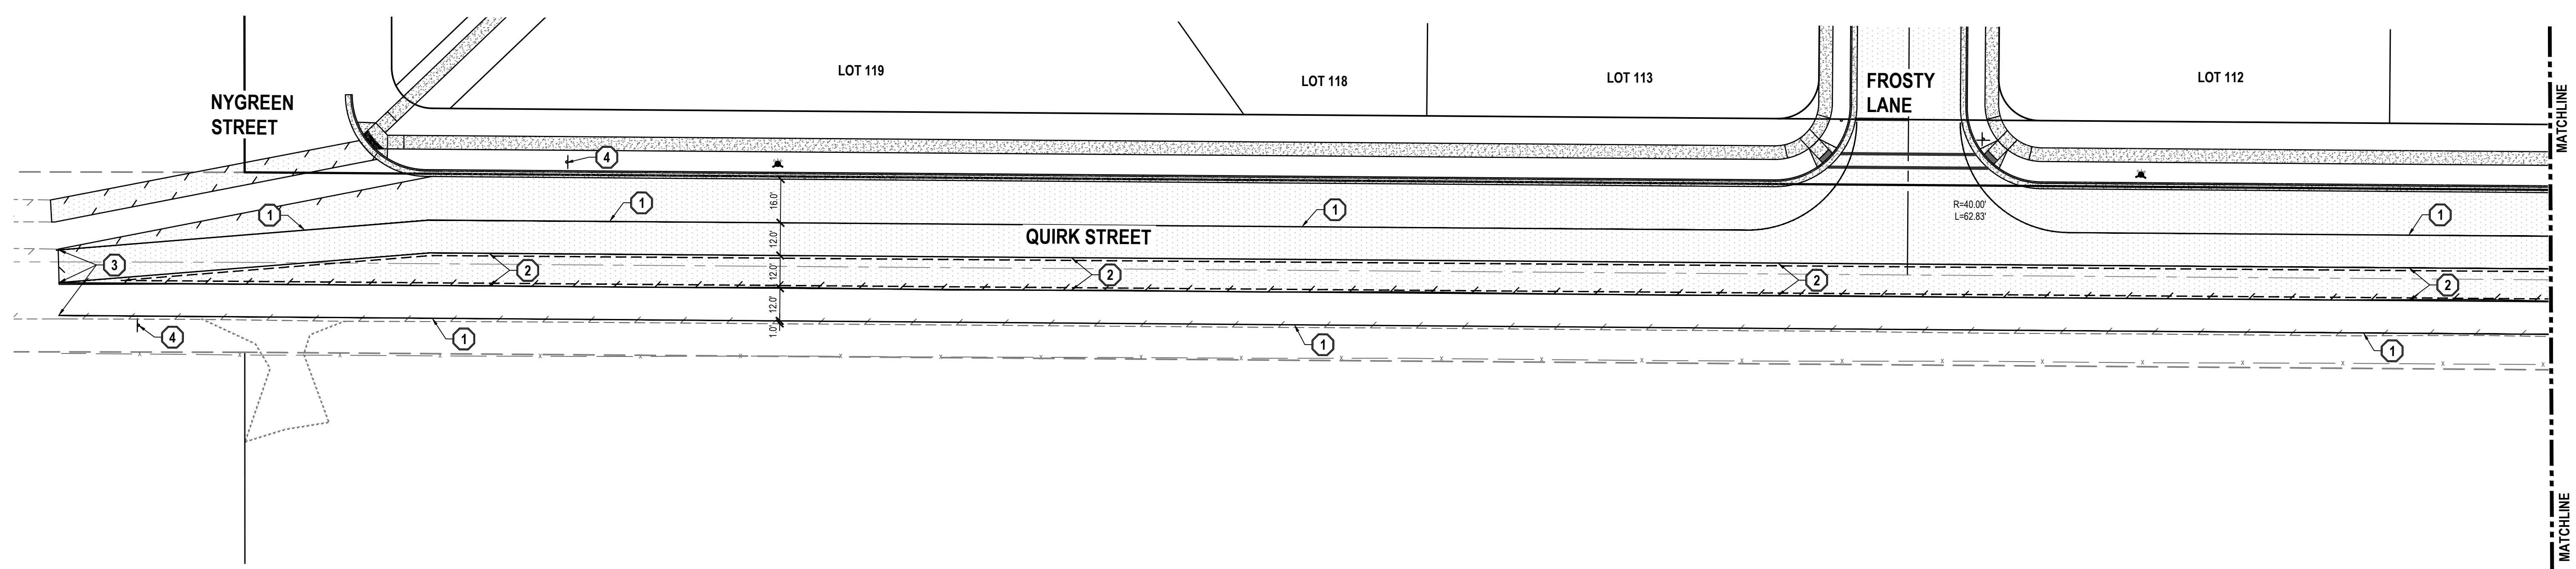 LOT 119
LOT 118
LOT 113
FROSTY
LANE
LOT 112
NYGREEN
STREET
MATCHLINE
4
1
1
16.0'
1
R=40.00'
L=62.83'
1
12.0'
QUIRK STREET
3
2
12.0'
2
2
2
12.0'
1.0'
4
1
1
1
MATCHLINE